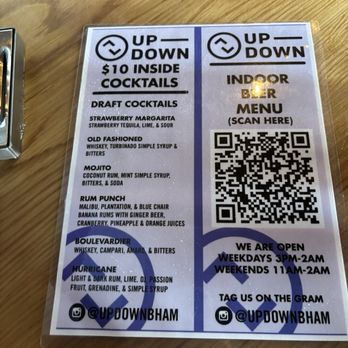 UP
DOWN
$10 INSIDE
COCKTAILS
DRAFT COCKTAILS
STRAWBERRY MARGARITA
STRAWBERRY TEQUILA, LIME, & SOUR
OLD FASHIONED
WHISKEY, TURBINADO SIMPLE SYRUP &
BITTERS
MOJITO
COCONUT RUM, MINT SIMPLE SYRUP,
BITTERS, & SODA
RUM PUNCH
MALIBU, PLANTATION, & BLUE CHAIR
BANANA RUMS WITH GINGER BEER,
CRANBERRY, PINEAPPLE & ORANGE JUICES
BOULEVARDIER
WHISKEY, CAMPARI, AMARO, & BITTERS
HURRICANE
LIGHT & DARK RUM, LIME, OJ, PASSION
FRUIT, GRENADINE, & SIMPLE SYRUP
@UPDOWNBHAM
UP
DOWN
INDOOR
BEER
MENU
(SCAN HERE)
WE ARE OPEN
WEEKDAYS 3PM-2AM
WEEKENDS 11AM-2AM
TAG US ON THE GRAM
@UPDOWNBHAM